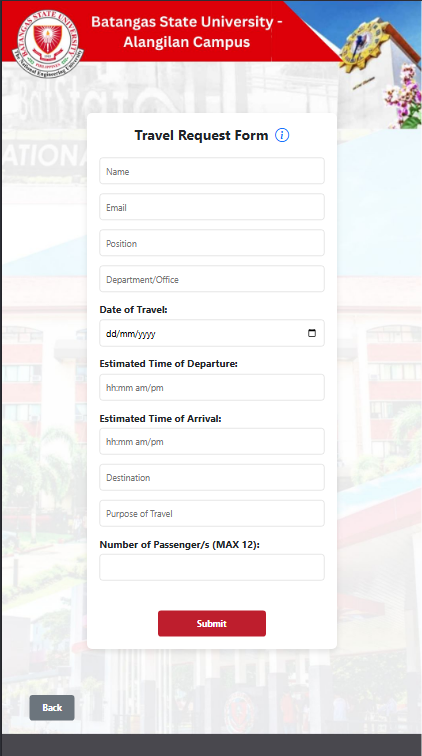 Batangas State University -
Alangilan Campus
BATANGAS STATE UNIVERSITY
The National Engineering University
ATIONA
Travel Request Form i
Name
Email
Position
Department/Office
Date of Travel:
dd/mm/yyyy
Estimated Time of Departure:
hh:mm am/pm
Estimated Time of Arrival:
hh:mm am/pm
Destination
Purpose of Travel
Number of Passenger/s (MAX 12):
Submit
Back